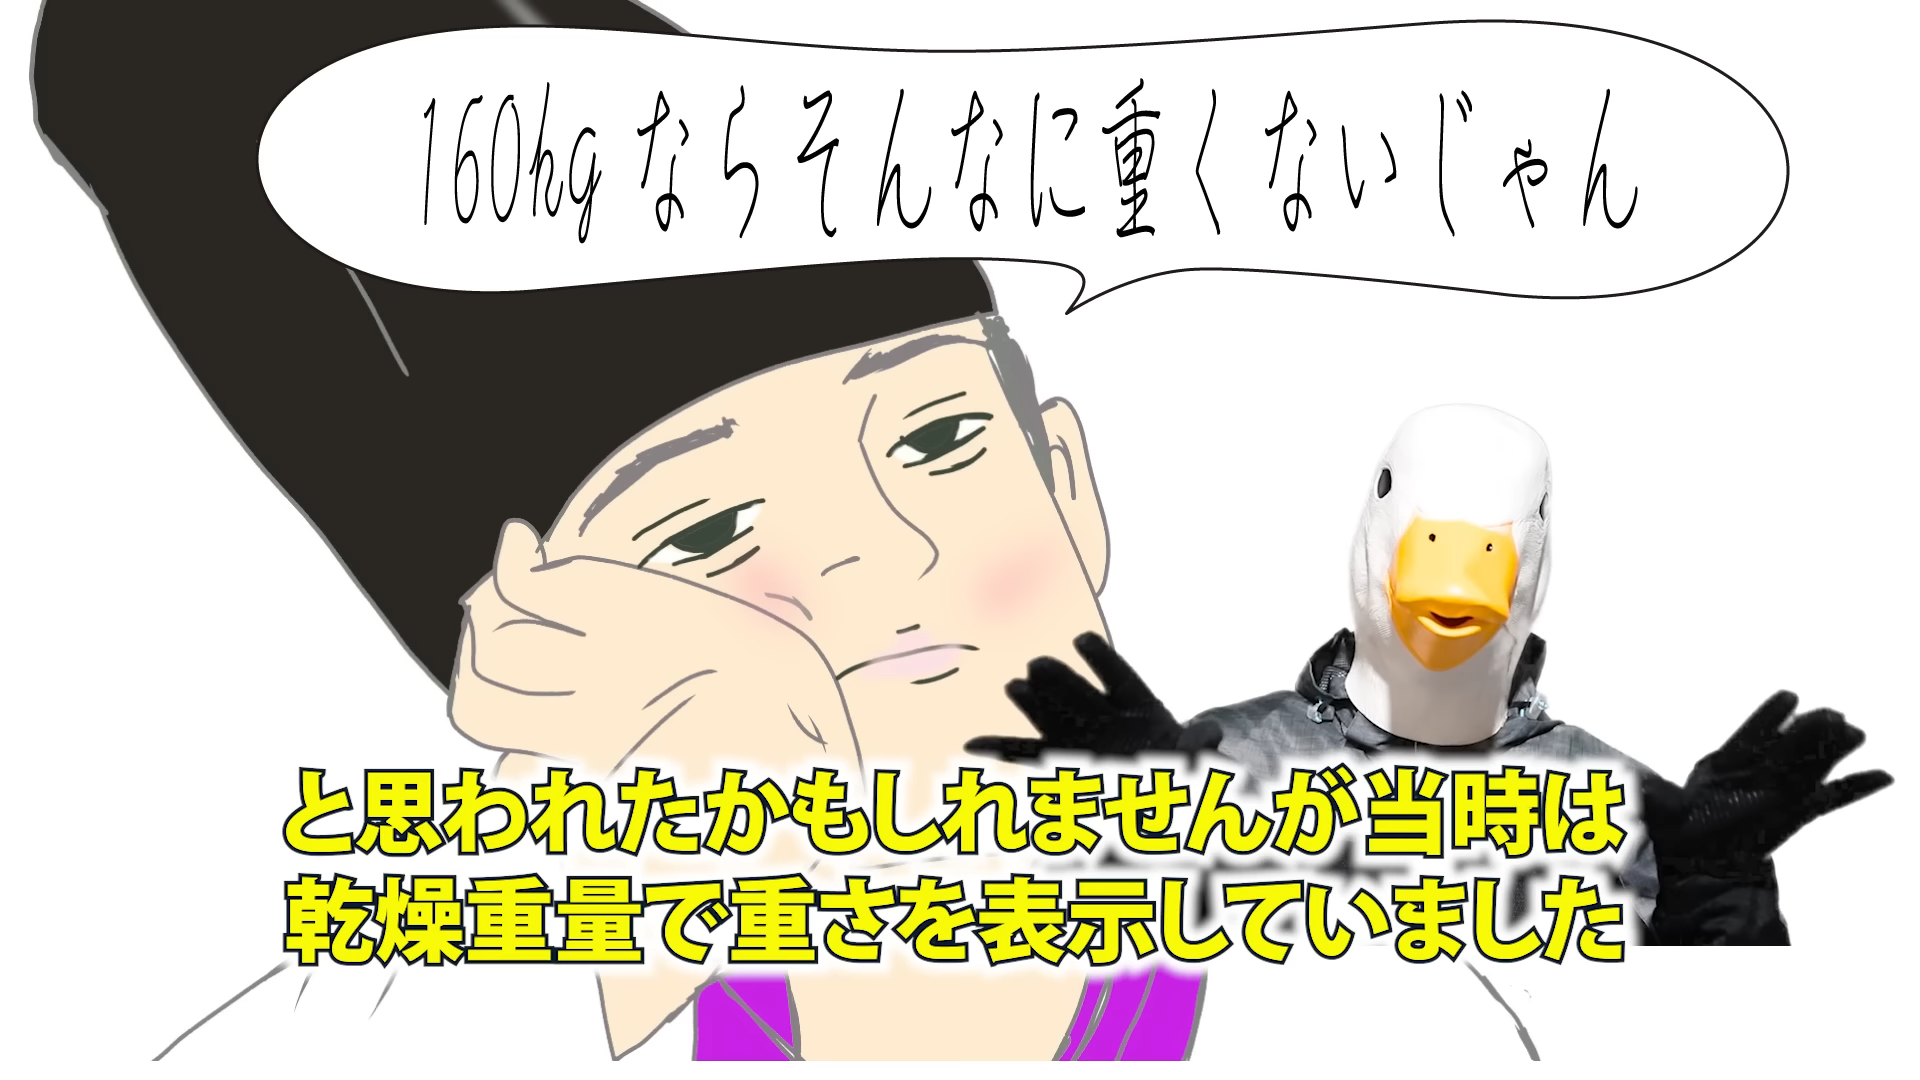 160kgならそんなに重くないじゃん
と思われたかもしれませんが当時は
乾燥重量で重さを表示していました